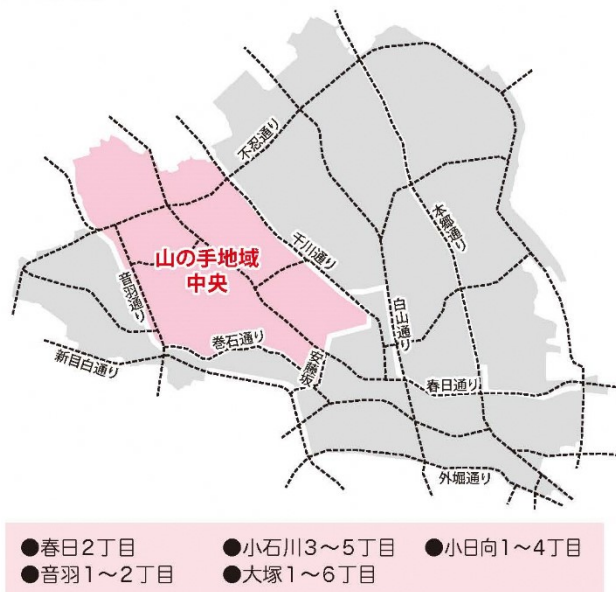 不忍通り
本郷通り
千川通り
山の手地域
中央
音羽通り
白山通り
巻石通り
安藤坂
新目白通り
春日通り
外堀通り
●春日2丁目 ●小石川3〜5丁目 ●小日向1〜4丁目
●音羽1〜2丁目 ●大塚1〜6丁目